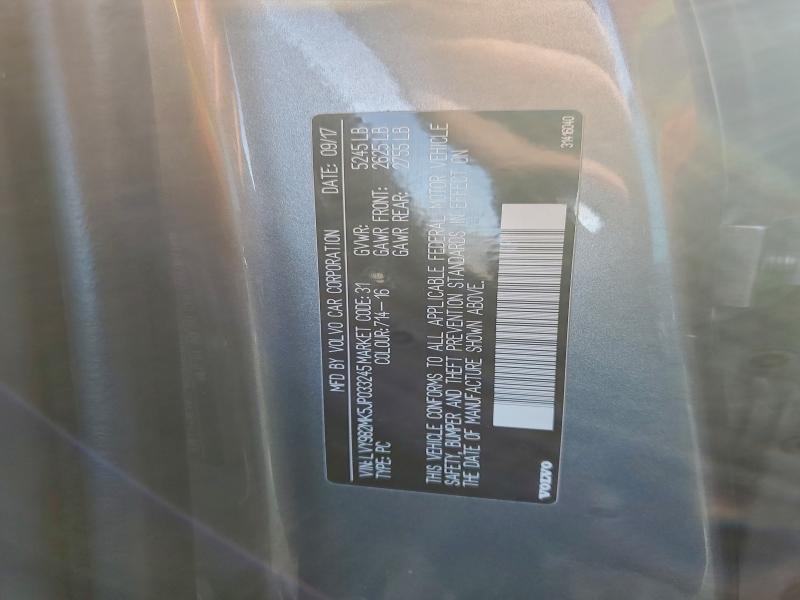 MFD BY VOLVO CAR CORPORATION DATE: 09/17
VIN: LVY982MK5JP033245 MARKET CODE: 31 GVWR: 5245 LB
TYPE: PC COLOUR: 714-16 GAWR FRONT: 2625 LB
GAWR REAR: 2755 LB
THIS VEHICLE CONFORMS TO ALL APPLICABLE FEDERAL MOTOR VEHICLE
SAFETY, BUMPER AND THEFT PREVENTION STANDARDS IN EFFECT ON
THE DATE OF MANUFACTURE SHOWN ABOVE.
VOLVO 31416040